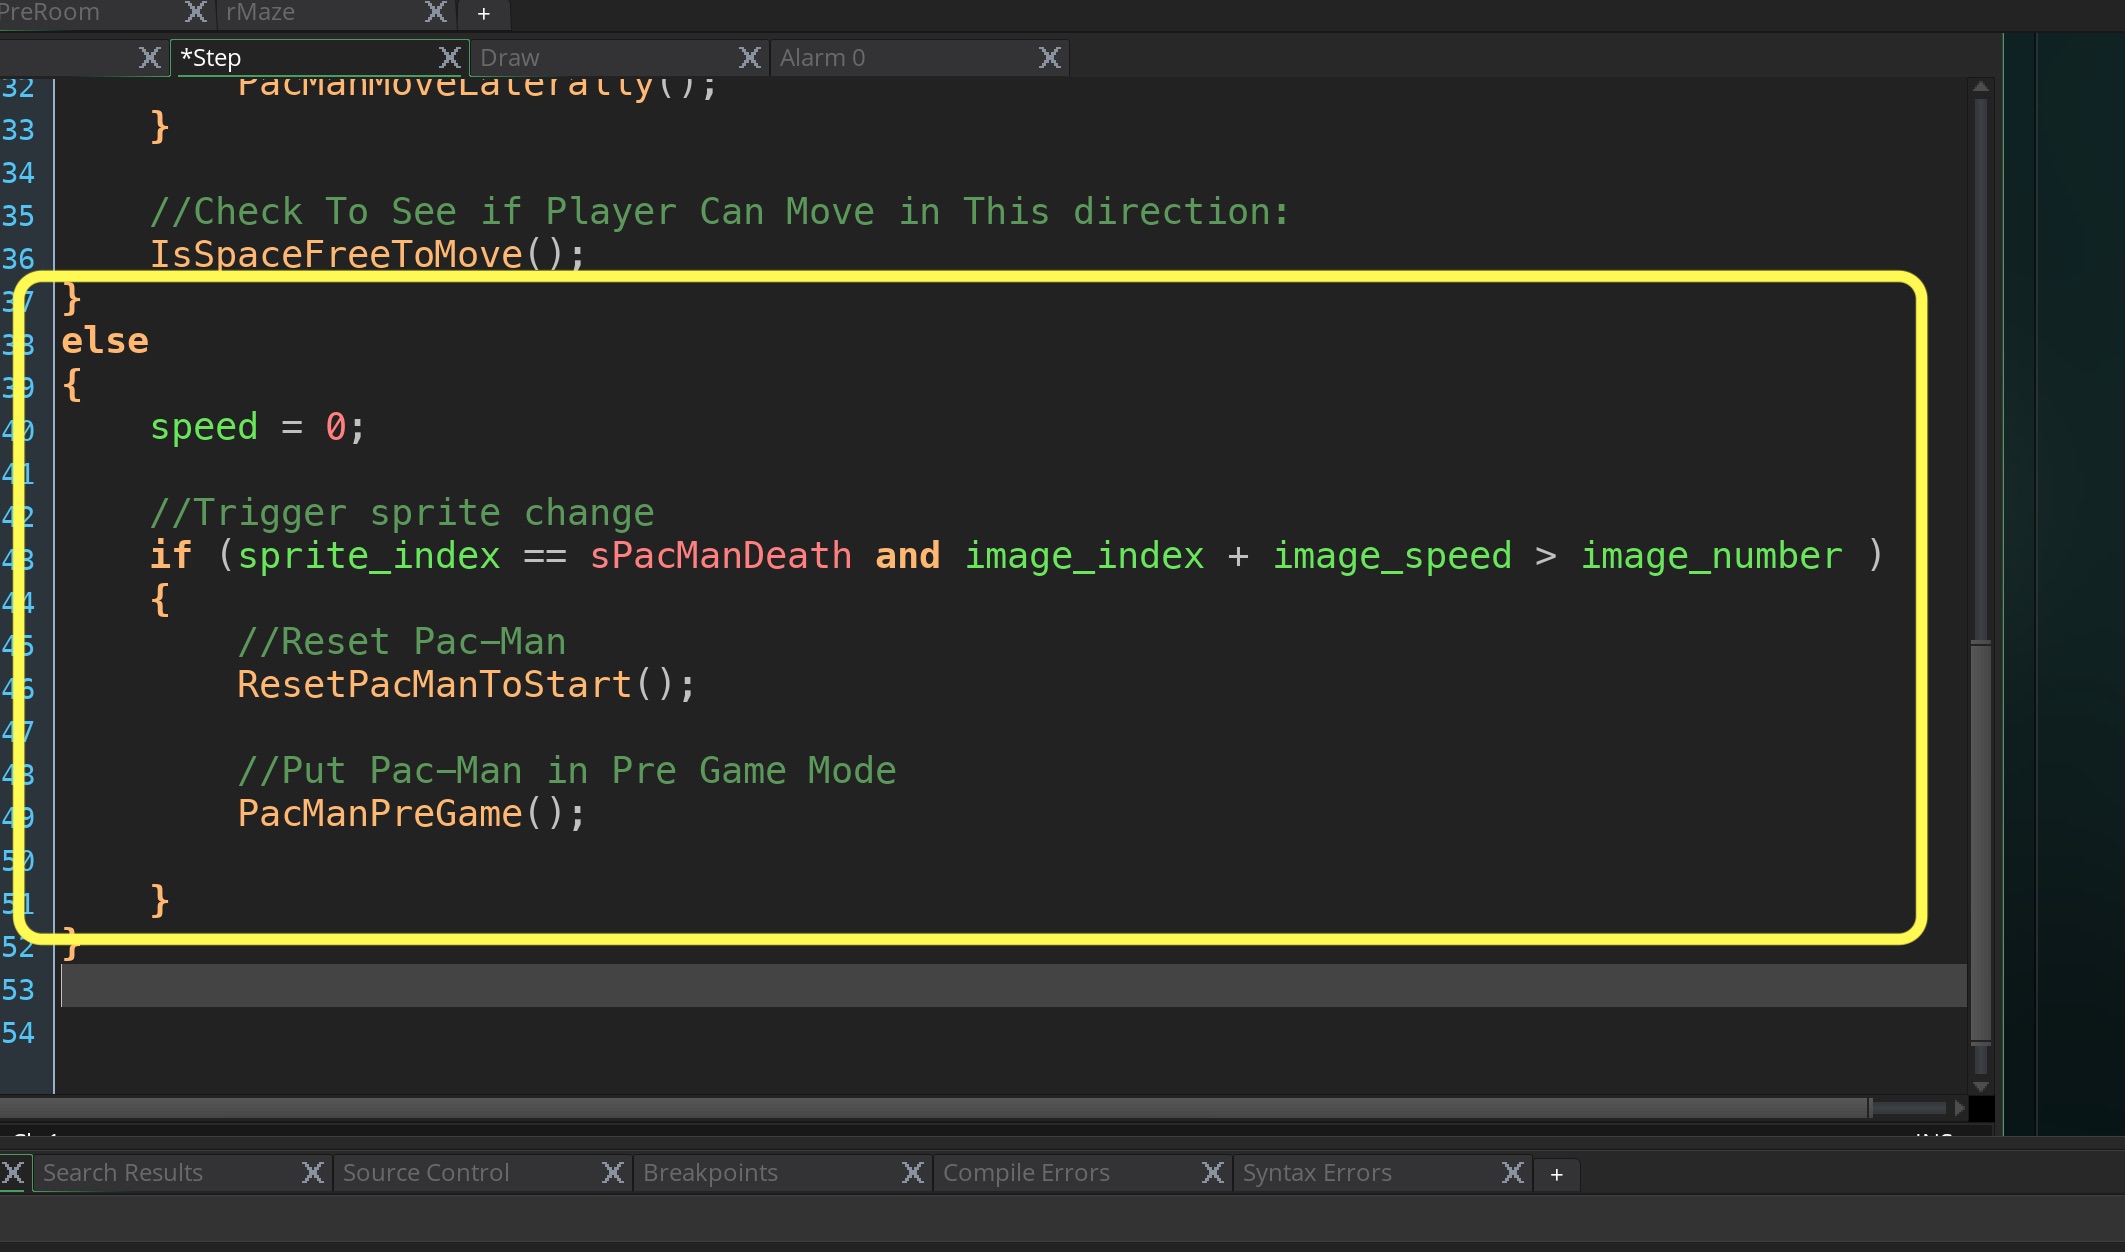 PreRoom rMaze +
*Step Draw Alarm 0
32 PacManMoveLaterally();
33 }
34
35 //Check To See if Player Can Move in This direction:
36 IsSpaceFreeToMove();
37 }
38 else
39 {
40 speed = 0;
41
42 //Trigger sprite change
43 if (sprite_index == sPacManDeath and image_index + image_speed > image_number )
44 {
45 //Reset Pac-Man
46 ResetPacManToStart();
47
48 //Put Pac-Man in Pre Game Mode
49 PacManPreGame();
50
51 }
52 }
53
54
Search Results Source Control Breakpoints Compile Errors Syntax Errors +